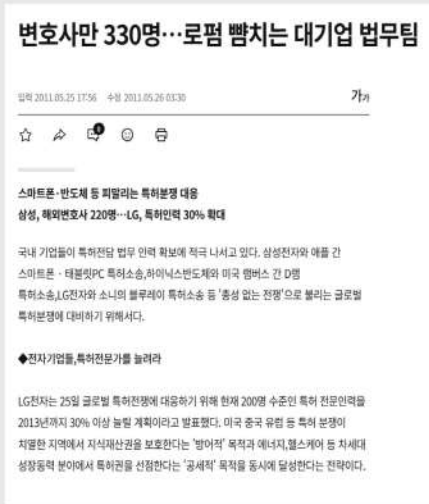 변호사만 330명…로펌 뺨치는 대기업 법무팀
입력 2011.05.25 17:56 수정 2011.05.26 03:30
가가
0
스마트폰·반도체 등 피말리는 특허분쟁 대응
삼성, 해외변호사 220명…LG, 특허인력 30% 확대
국내 기업들이 특허전담 법무 인력 확보에 적극 나서고 있다. 삼성전자와 애플 간
스마트폰·태블릿PC 특허소송,하이닉스반도체와 미국 램버스 간 D램
특허소송,LG전자와 소니의 블루레이 특허소송 등 '총성 없는 전쟁'으로 불리는 글로벌
특허분쟁에 대비하기 위해서다.
◆전자기업들,특허전문가를 늘려라
LG전자는 25일 글로벌 특허전쟁에 대응하기 위해 현재 200명 수준인 특허 전문인력을
2013년까지 30% 이상 늘릴 계획이라고 발표했다. 미국 중국 유럽 등 특허 분쟁이
치열한 지역에서 지식재산권을 보호한다는 '방어적' 목적과 에너지,헬스케어 등 차세대
성장동력 분야에서 특허권을 선점한다는 '공세적' 목적을 동시에 달성한다는 전략이다.